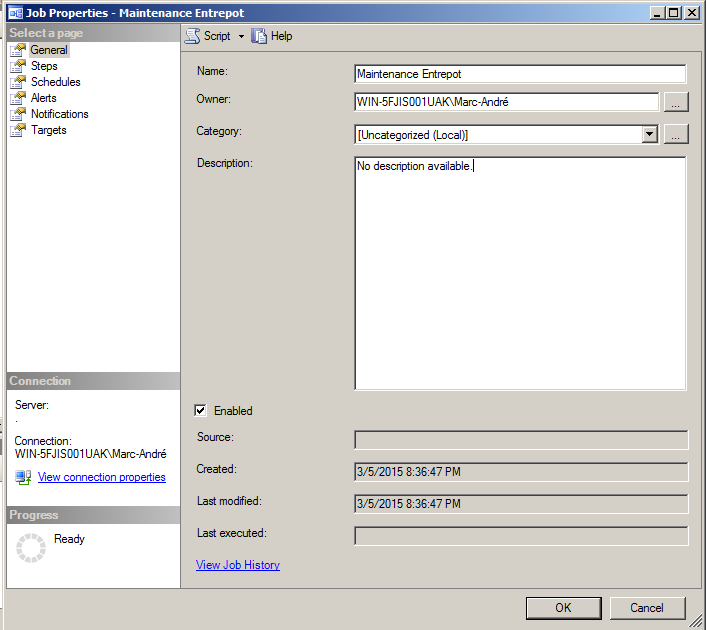 Job Properties - Maintenance Entrepot
Select a page
General
Steps
Schedules
Alerts
Notifications
Targets
Script
Help
Name:
Maintenance Entrepot
Owner:
WIN-5FJIS001UAK\Marc-André
...
Category:
[Uncategorized (Local)]
...
Description:
No description available.
Enabled
Source:
Created:
3/5/2015 8:36:47 PM
Last modified:
3/5/2015 8:36:47 PM
Last executed:
View Job History
Connection
Server:
.
Connection:
WIN-5FJIS001UAK\Marc-André
View connection properties
Progress
Ready
OK
Cancel